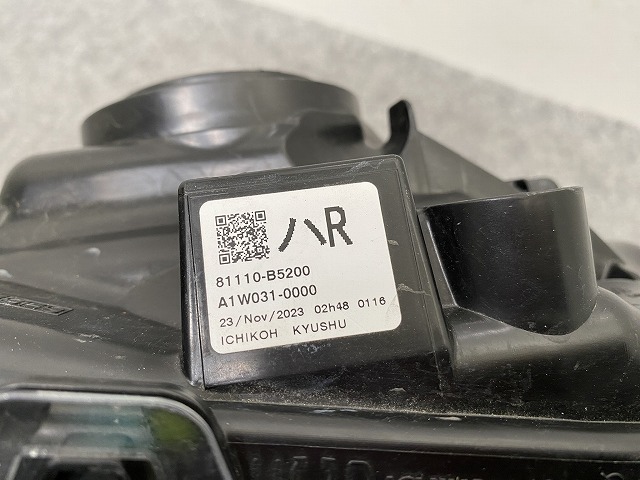 ハR
81110-B5200
A1W031-0000
23/Nov/2023 02h48 0116
ICHIKOH KYUSHU